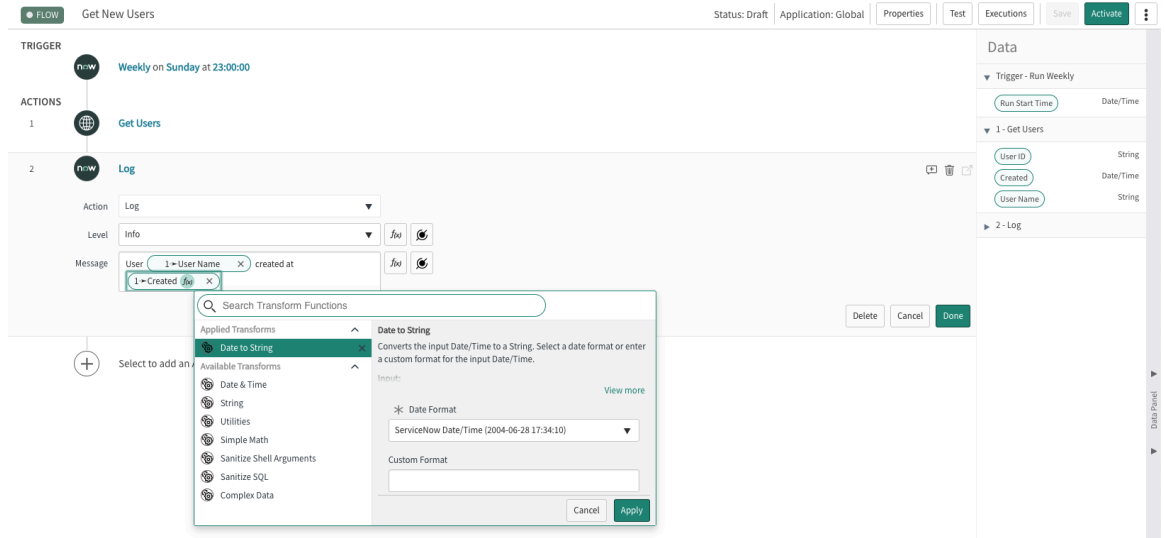 FLOW Get New Users Status: Draft Application: Global Properties Test Executions Save Activate
TRIGGER
now Weekly on Sunday at 23:00:00
ACTIONS
1 Get Users
2 now Log
Action Log
Level Info f(x)
Message User 1➛User Name × created at f(x)
1➛Created f(x) ×
Search Transform Functions
Applied Transforms
Date to String ×
Available Transforms
Date & Time
String
Utilities
Simple Math
Sanitize Shell Arguments
Sanitize SQL
Complex Data
Date to String
Converts the input Date/Time to a String. Select a date format or enter
a custom format for the input Date/Time.
Input:
View more
Date Format
ServiceNow Date/Time (2004-06-28 17:34:10)
Custom Format
Cancel Apply
Delete Cancel Done
Select to add an
Data
Trigger - Run Weekly
Run Start Time Date/Time
1 - Get Users
User ID String
Created Date/Time
User Name String
2 - Log
Data Panel